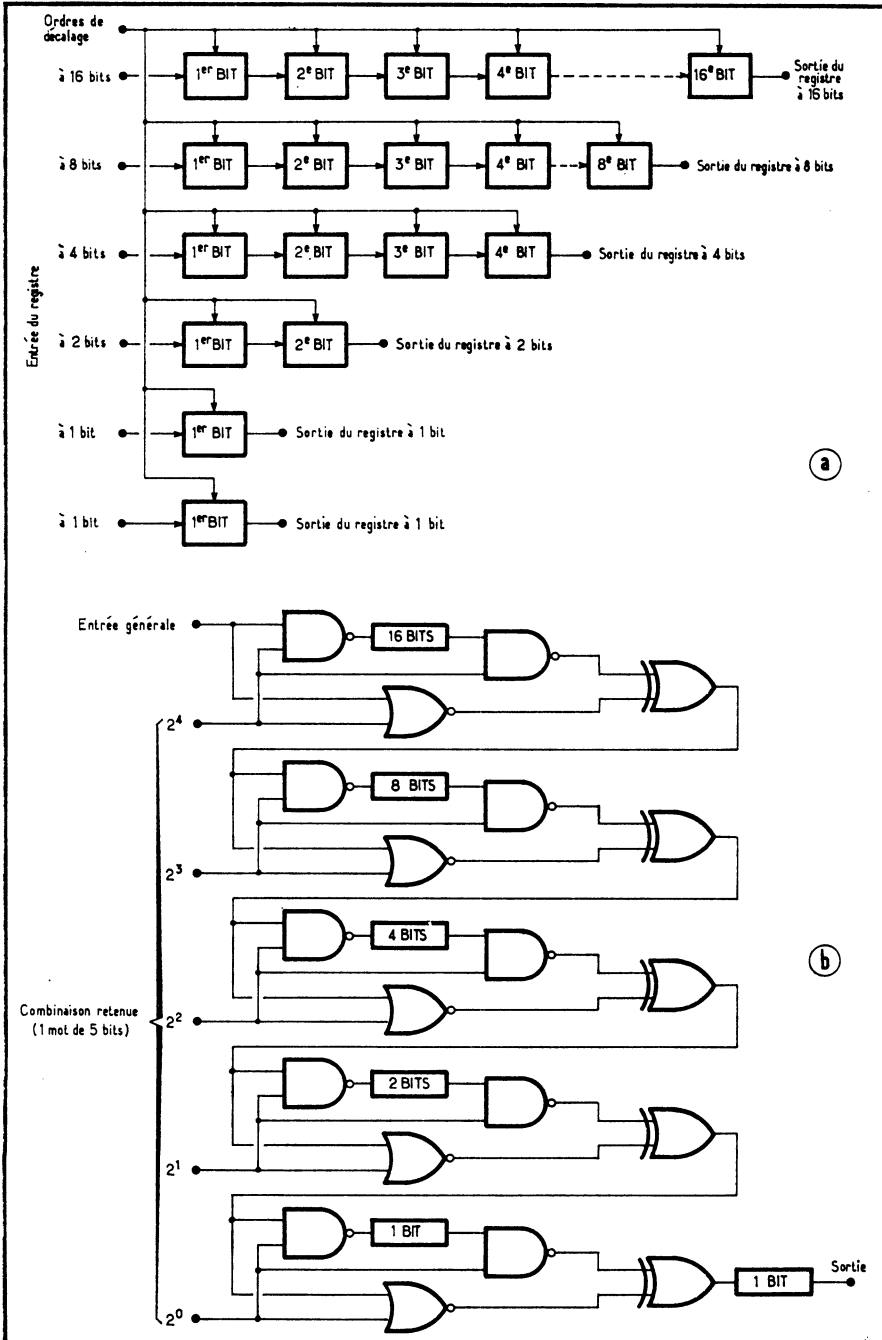 Ordres de
décalage
à 16 bits
1er BIT
2e BIT
3e BIT
4e BIT
16e BIT
Sortie du
registre
à 16 bits
à 8 bits
1er BIT
2e BIT
3e BIT
4e BIT
8e BIT
Sortie du registre à 8 bits
Entrée du registre
à 4 bits
1er BIT
2e BIT
3e BIT
4e BIT
Sortie du registre à 4 bits
à 2 bits
1er BIT
2e BIT
Sortie du registre à 2 bits
à 1 bit
1er BIT
Sortie du registre à 1 bit
a
à 1 bit
1er BIT
Sortie du registre à 1 bit
Entrée générale
16 BITS
2⁴
8 BITS
2³
4 BITS
b
Combinaison retenue
(1 mot de 5 bits)
2²
2 BITS
2¹
1 BIT
Sortie
1 BIT
2⁰